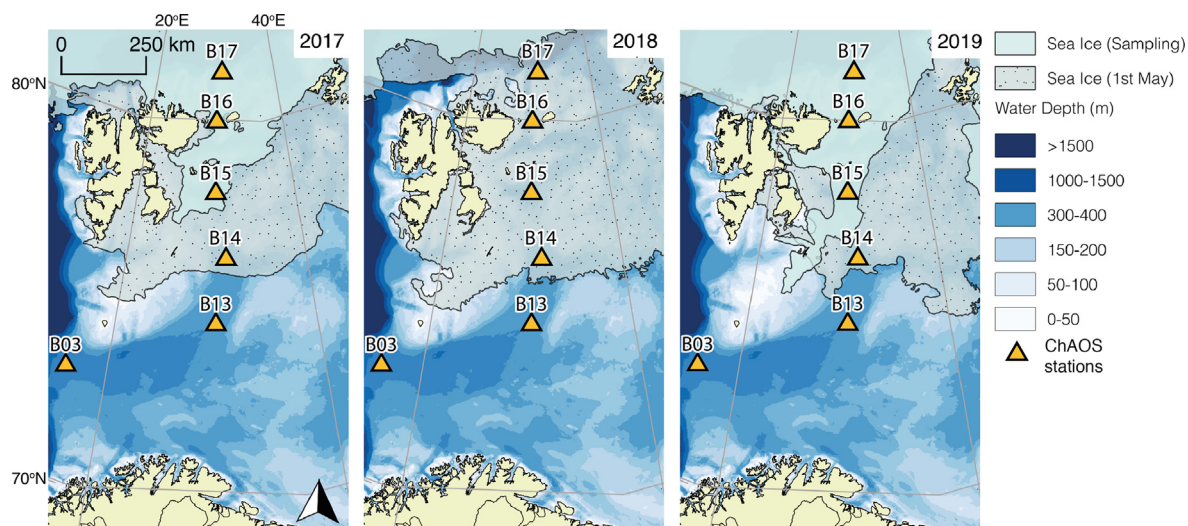 20°E
40°E
0
250 km
2017
80°N
B17
B16
B15
B14
B13
B03
70°N
2018
B17
B16
B15
B14
B13
B03
2019
B17
B16
B15
B14
B13
B03
Sea Ice (Sampling)
Sea Ice (1st May)
Water Depth (m)
>1500
1000-1500
300-400
150-200
50-100
0-50
ChAOS
stations